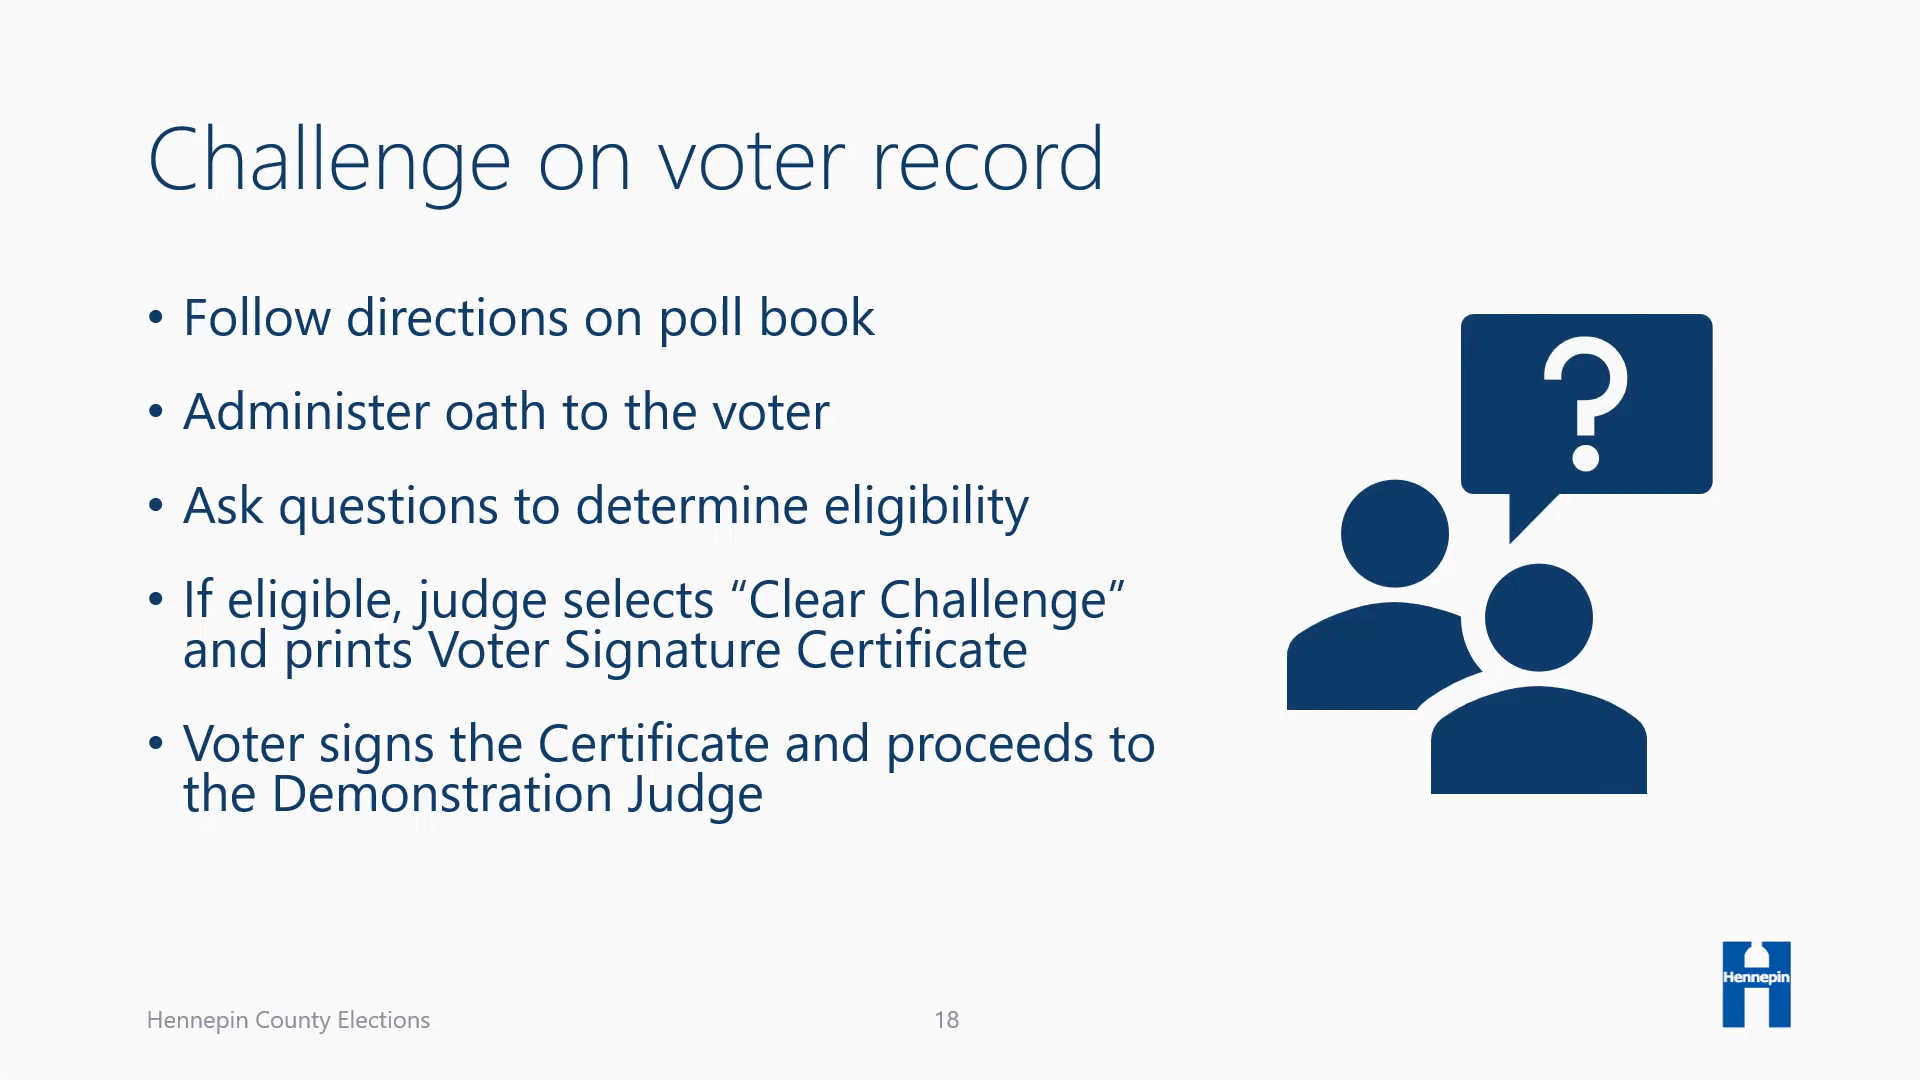 Challenge on voter record
• Follow directions on poll book
• Administer oath to the voter
• Ask questions to determine eligibility
• If eligible, judge selects “Clear Challenge”
and prints Voter Signature Certificate
• Voter signs the Certificate and proceeds to
the Demonstration Judge
?
Hennepin
Hennepin County Elections
18